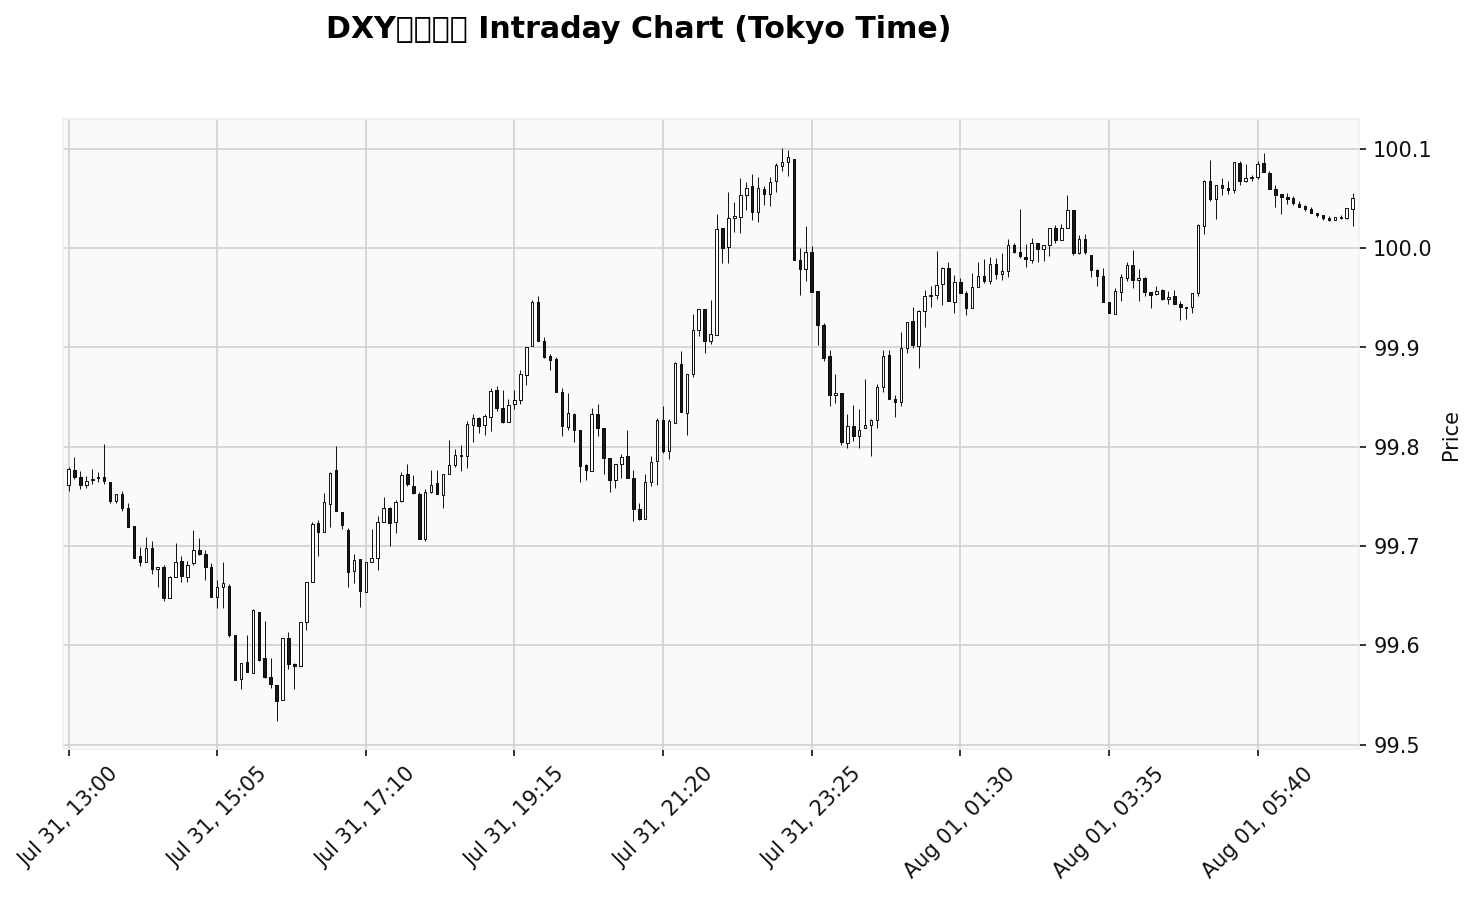 DXY▯▯▯▯ Intraday Chart (Tokyo Time)
100.1
100.0
99.9
99.8
99.7
99.6
99.5
Price
Jul 31, 13:00
Jul 31, 15:05
Jul 31, 17:10
Jul 31, 19:15
Jul 31, 21:20
Jul 31, 23:25
Aug 01, 01:30
Aug 01, 03:35
Aug 01, 05:40